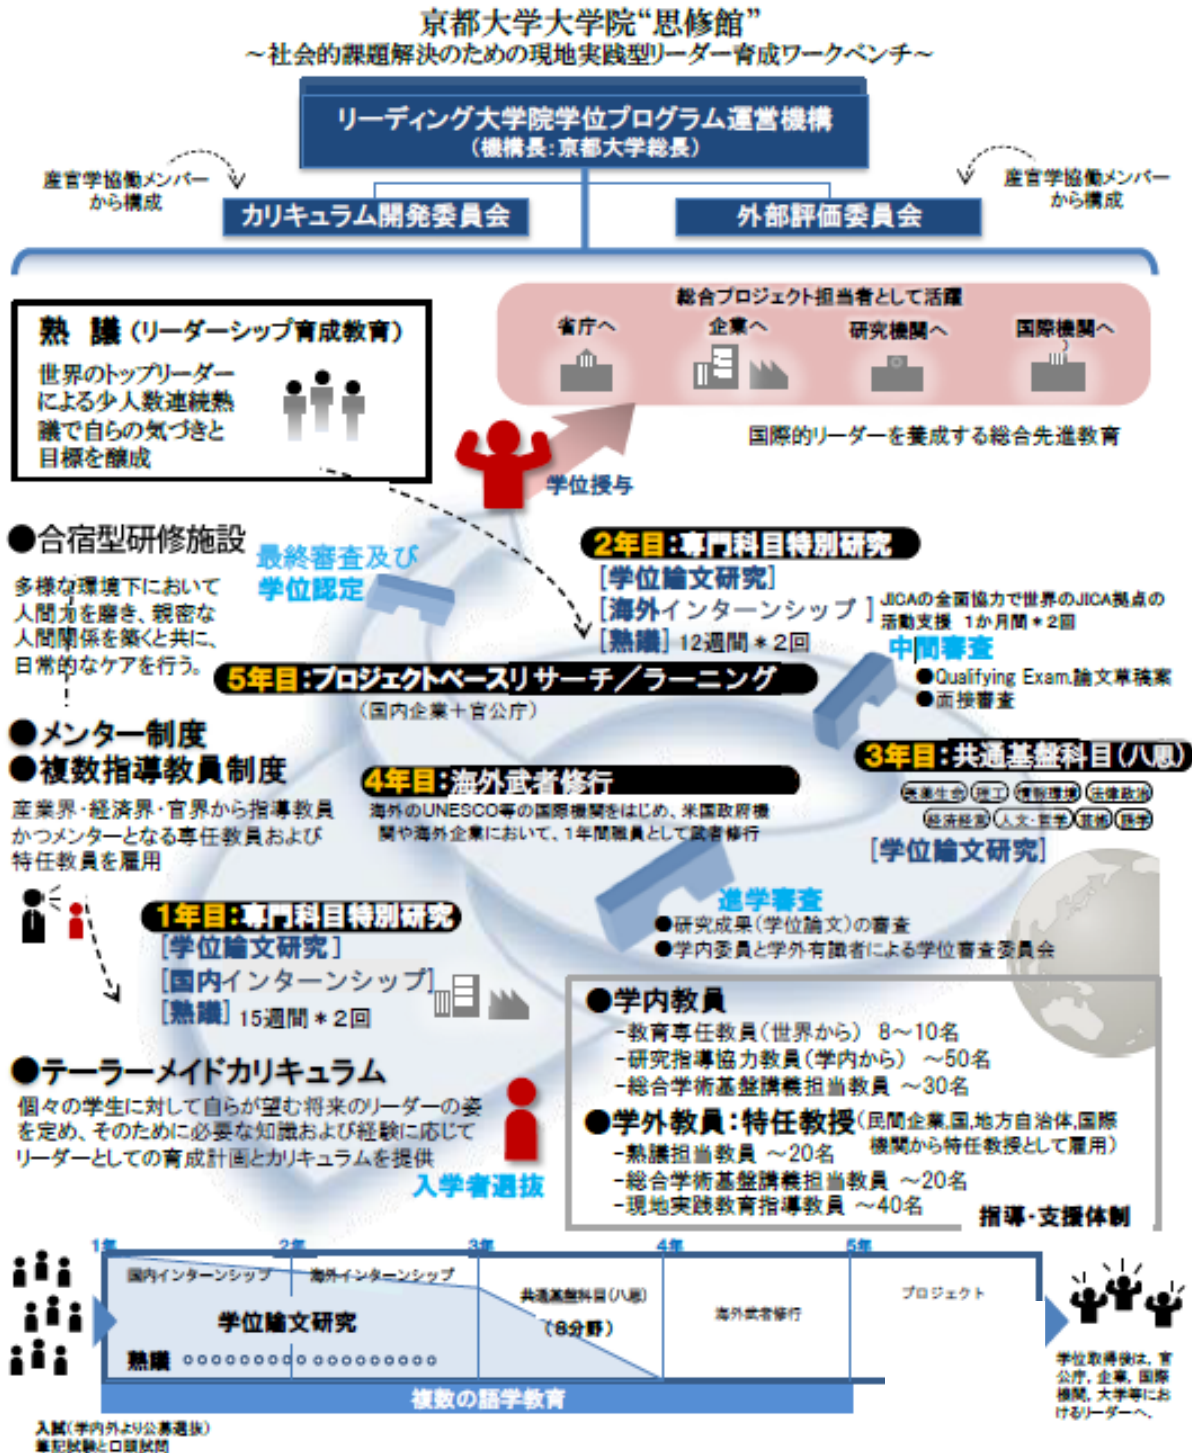 京都大学大学院“思修館”
～社会的課題解決のための現地実践型リーダー育成ワークベンチ～
リーディング大学院学位プログラム運営機構
(機構長:京都大学総長)
産官学協働メンバー
から構成
産官学協働メンバー
から構成
カリキュラム開発委員会
外部評価委員会
熟 議 (リーダーシップ育成教育)
世界のトップリーダー
による少人数連続熟
議で自らの気づきと
目標を醸成
総合プロジェクト担当者として活躍
省庁へ
企業へ
研究機関へ
国際機関へ
国際的リーダーを養成する総合先進教育
学位授与
●合宿型研修施設
多様な環境下において
人間力を磨き、親密な
人間関係を築くと共に、
日常的なケアを行う。
最終審査及び
学位認定
2年目:専門科目特別研究
[学位論文研究]
[海外インターンシップ]
JICAの全面協力で世界のJICA拠点の
活動支援 1か月間*2回
[熟議] 12週間*2回
中間審査
●Qualifying Exam,論文草稿案
●面接審査
5年目:プロジェクトベースリサーチ/ラーニング
(国内企業+官公庁)
●メンター制度
●複数指導教員制度
産業界・経済界・官界から指導教員
かつメンターとなる専任教員および
特任教員を雇用
3年目:共通基盤科目(八思)
医薬生命 理工 情報環境 法律政治
経済経営 人文・哲学 芸術 語学
[学位論文研究]
4年目:海外武者修行
海外のUNESCO等の国際機関をはじめ、米国政府機
関や海外企業において、1年間職員として武者修行
進学審査
●研究成果(学位論文)の審査
●学内委員と学外有識者による学位審査委員会
1年目:専門科目特別研究
[学位論文研究]
[国内インターンシップ]
[熟議] 15週間*2回
●学内教員
-教育専任教員(世界から) 8～10名
-研究指導協力教員(学内から) ～50名
-総合学術基盤講義担当教員 ～30名
●学外教員:特任教授(民間企業,国,地方自治体,国際
機関から特任教授として雇用)
-熟議担当教員 ～20名
-総合学術基盤講義担当教員 ～20名
-現地実践教育指導教員 ～40名
指導・支援体制
●テーラーメイドカリキュラム
個々の学生に対して自らが望む将来のリーダーの姿
を定め、そのために必要な知識および経験に応じて
リーダーとしての育成計画とカリキュラムを提供
入学者選抜
1年 2年 3年 4年 5年
国内インターンシップ
海外インターンシップ
共通基盤科目(八思)
(8分野)
海外武者修行
プロジェクト
学位論文研究
熟議
複数の語学教育
学位取得後は、官
公庁、企業、国際
機関、大学等にお
けるリーダーへ。
入試(学内外より公募選抜)
筆記試験と口頭試問